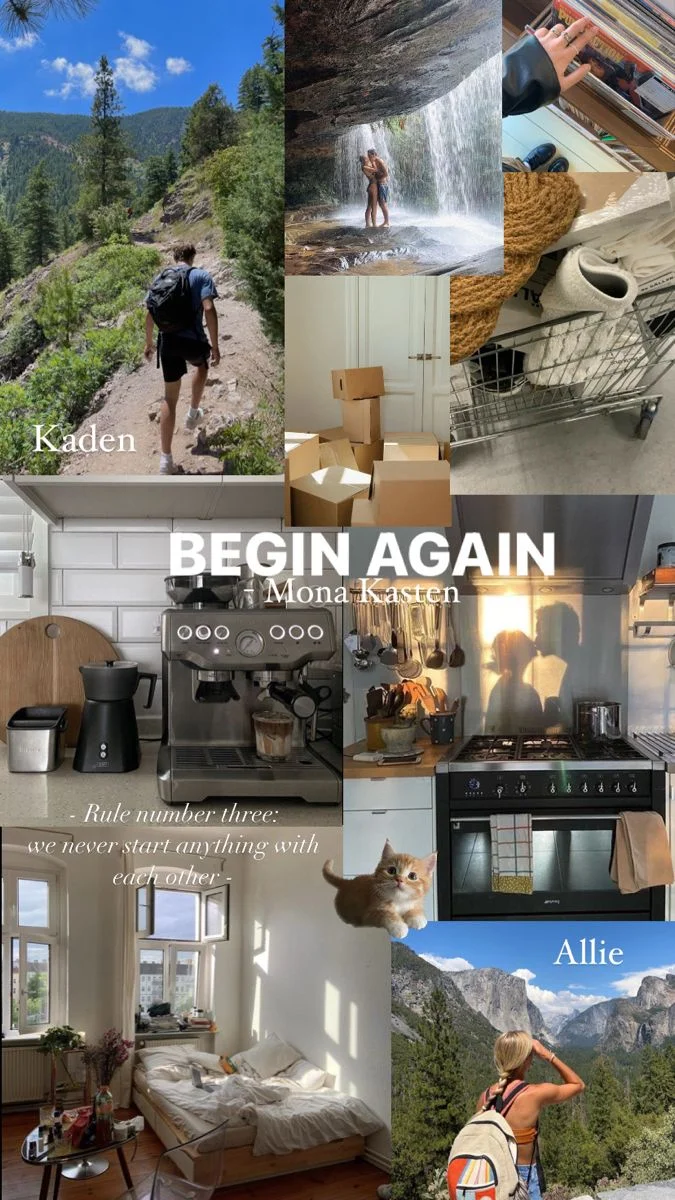 Kaden
BEGIN AGAIN
- Mona Kasten
- Rule number three:
we never start anything with
each other -
Allie